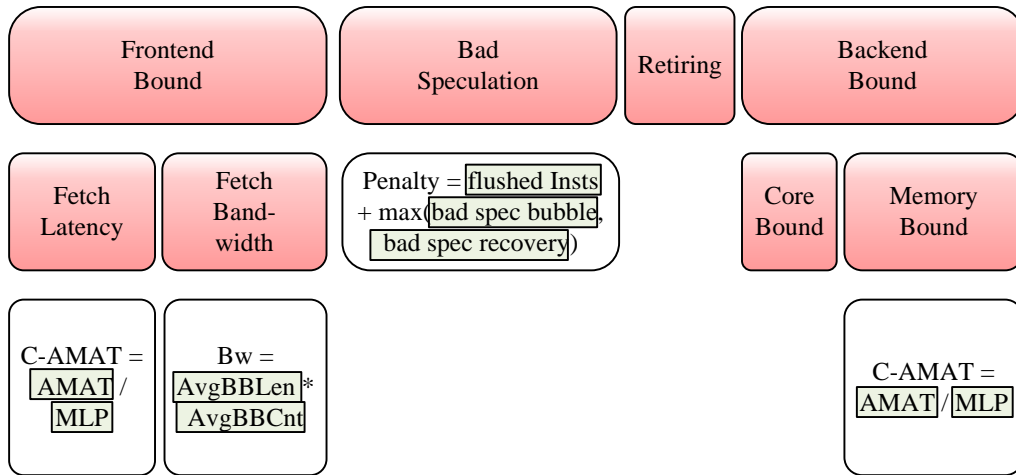 Frontend
Bound
Bad
Speculation
Retiring
Backend
Bound
Fetch
Latency
Fetch
Band-
width
Penalty = flushed Insts
+ max(bad spec bubble,
bad spec recovery)
Core
Bound
Memory
Bound
C-AMAT =
AMAT /
MLP
Bw =
AvgBBLen *
AvgBBCnt
C-AMAT =
AMAT / MLP